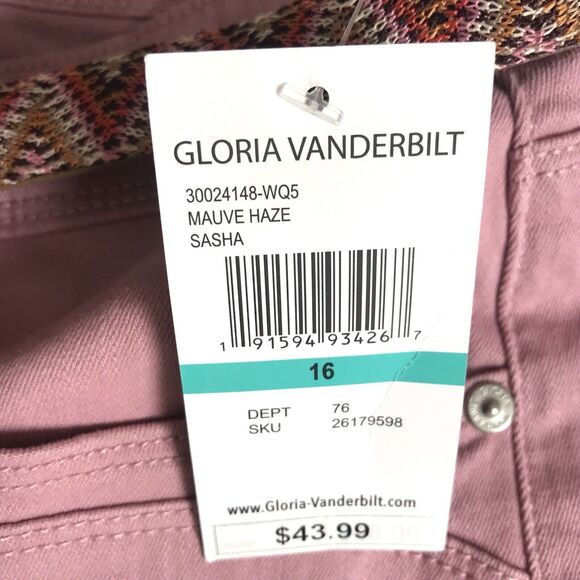 GLORIA VANDERBILT
30024148-WQ5
MAUVE HAZE
SASHA
1 91594 93426 7
16
DEPT 76
SKU 26179598
www.Gloria-Vanderbilt.com
$43.99